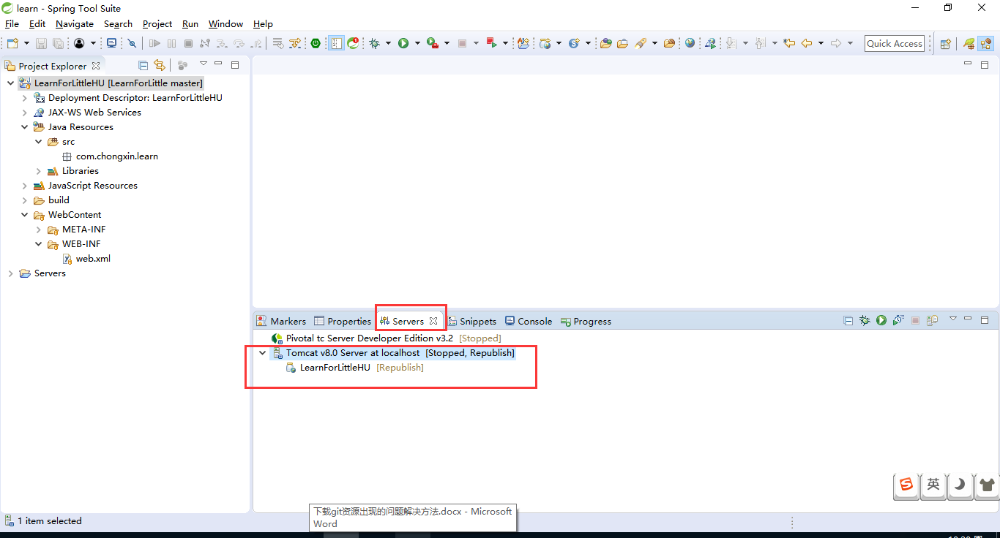 learn - Spring Tool Suite
File Edit Navigate Search Project Run Window Help
Quick Access
Project Explorer
LearnForLittleHU [LearnForLittle master]
Deployment Descriptor: LearnForLittleHU
JAX-WS Web Services
Java Resources
src
com.chongxin.learn
Libraries
JavaScript Resources
build
WebContent
META-INF
WEB-INF
web.xml
Servers
Markers Properties Servers Snippets Console Progress
Pivotal tc Server Developer Edition v3.2 [Stopped]
Tomcat v8.0 Server at localhost [Stopped, Republish]
LearnForLittleHU [Republish]
英
下载git资源出现的问题解决方法.docx - Microsoft
Word
1 item selected